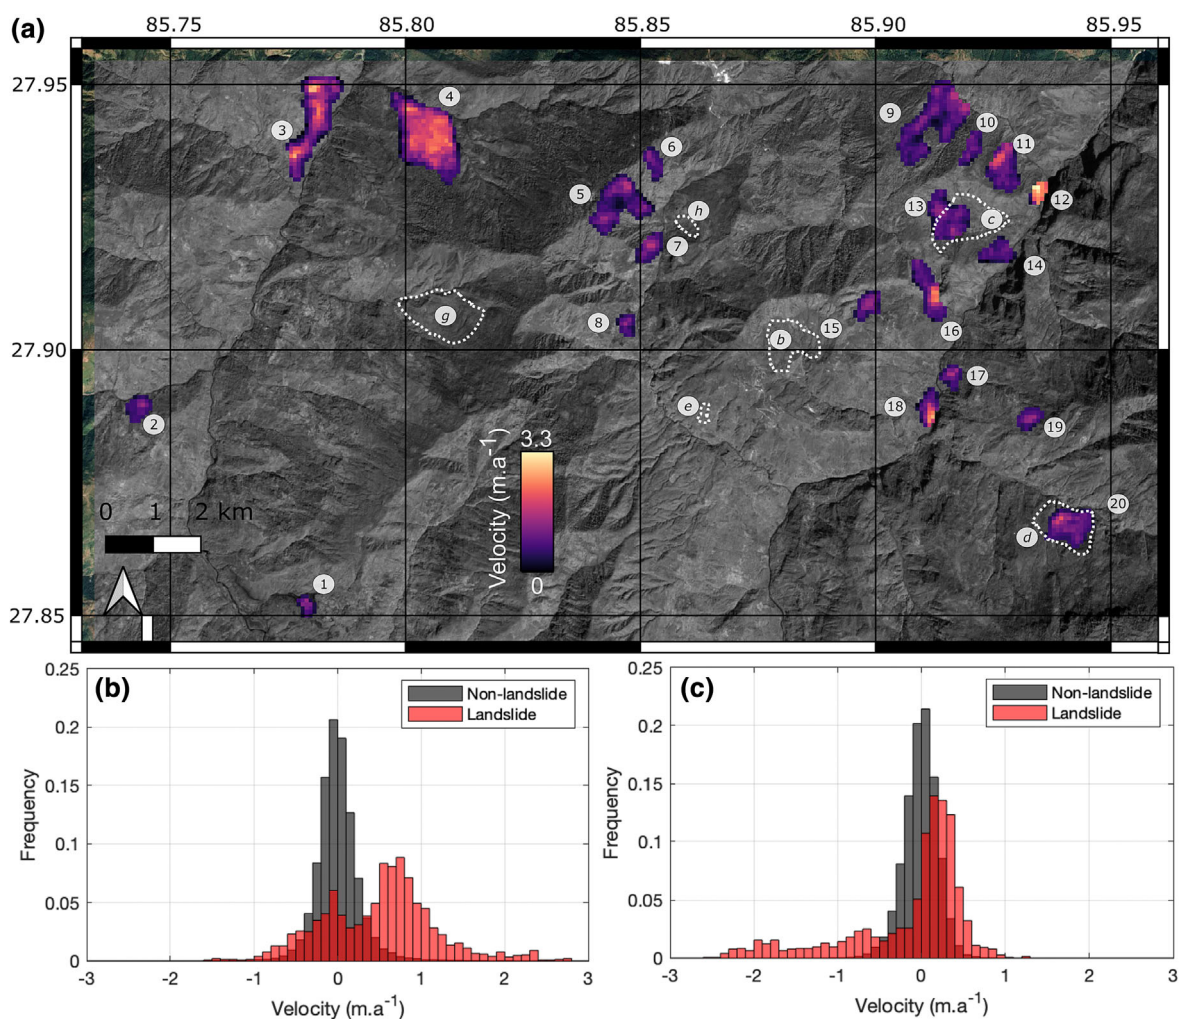 (a)
85.75 85.80 85.85 85.90 85.95
27.95
27.90
27.85
4
3
9
10
11
6
5
h
12
13
c
7
14
g
8
b
15
16
17
2
e
18
19
3.3
Velocity (m.a⁻¹)
0
0 1 2 km
20
d
1
(b)
Non-landslide
Landslide
0.25
0.2
0.15
0.1
0.05
0
Frequency
-3 -2 -1 0 1 2 3
Velocity (m.a⁻¹)
(c)
Non-landslide
Landslide
0.25
0.2
0.15
0.1
0.05
0
Frequency
-3 -2 -1 0 1 2 3
Velocity (m.a⁻¹)